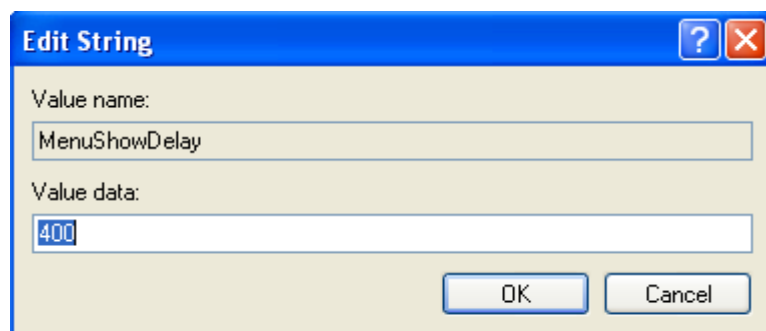 Edit String
Value name:
MenuShowDelay
Value data:
400
OK Cancel